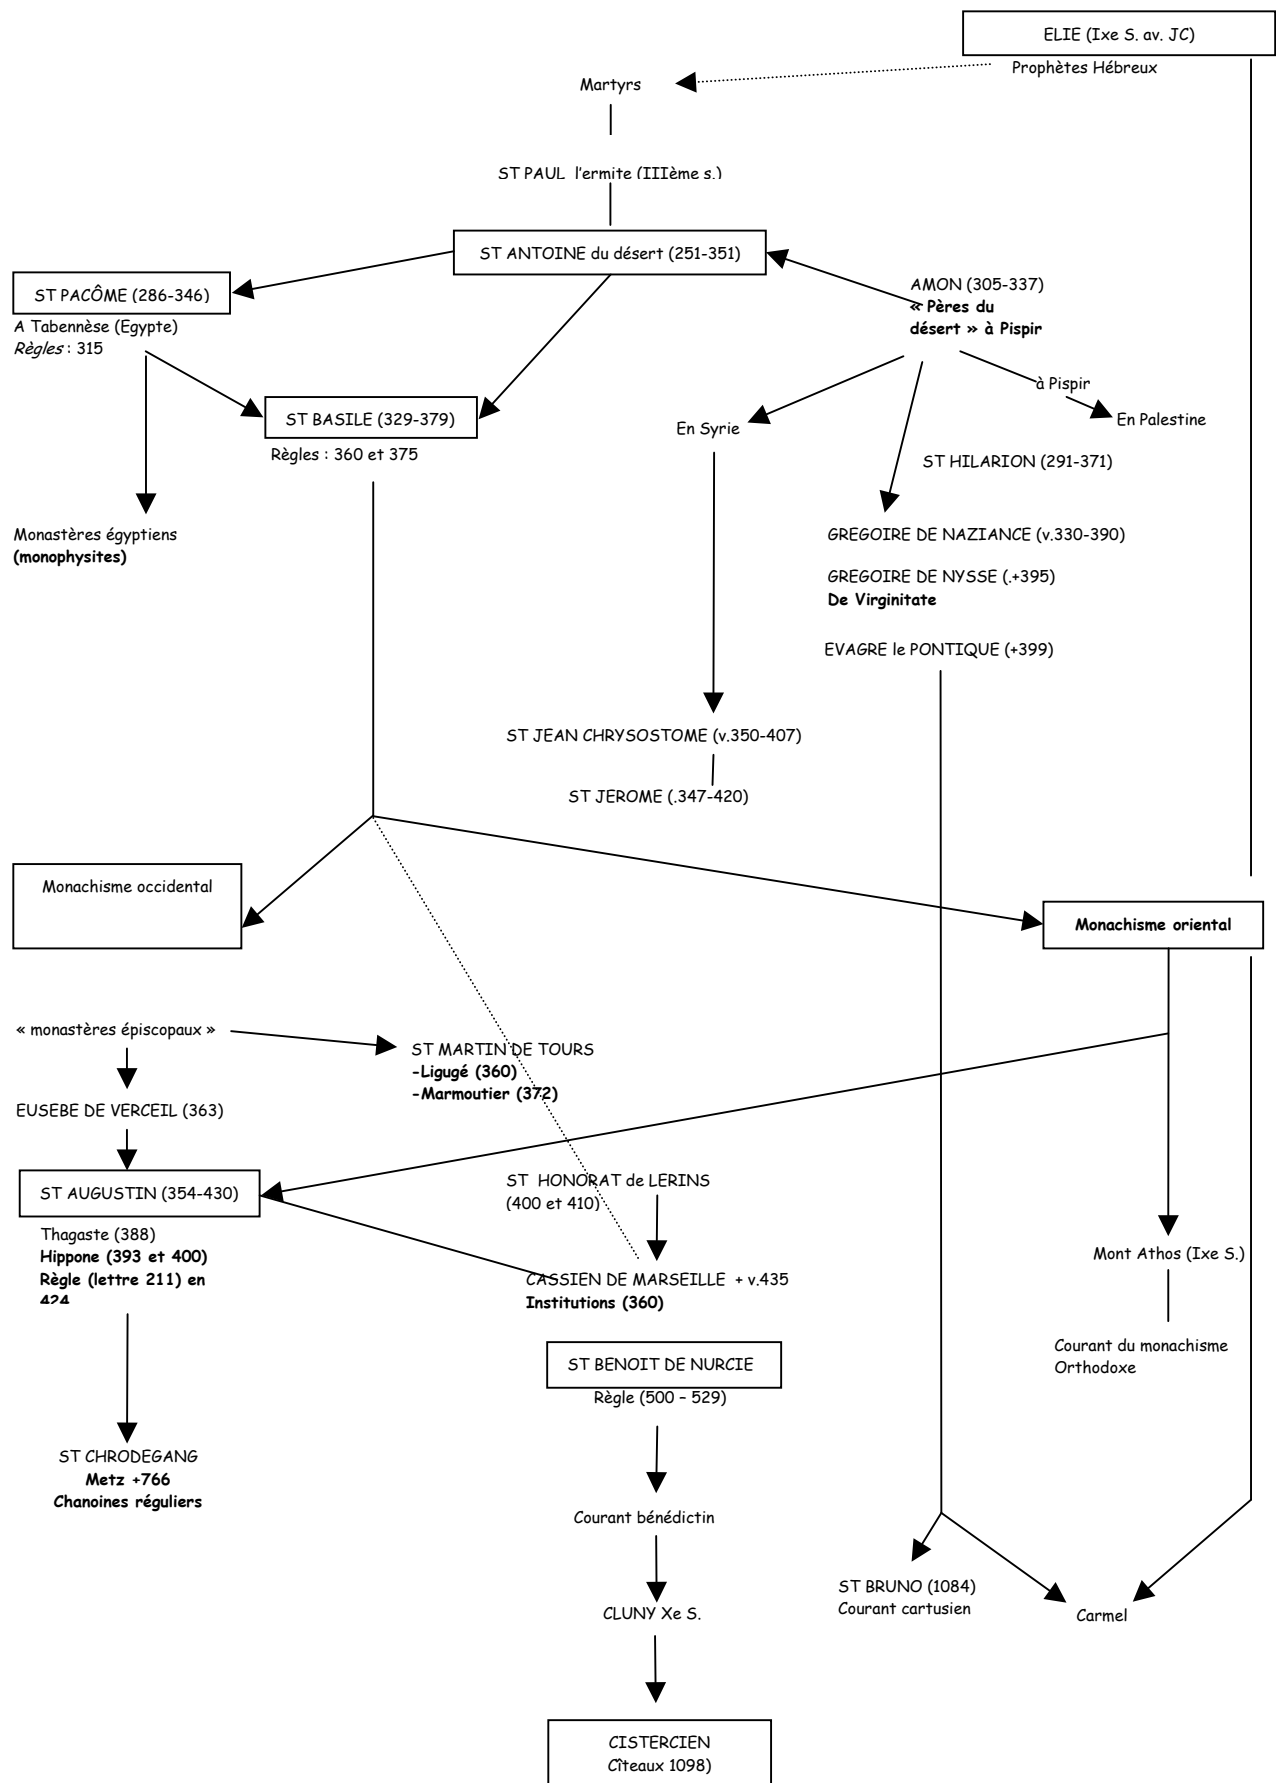 ELIE (Ixe S. av. JC)
Prophètes Hébreux
Martyrs
ST PAUL l'ermite (IIIème s.)
ST ANTOINE du désert (251-351)
ST PACÔME (286-346)
A Tabennèse (Egypte)
Règles : 315
AMON (305-337)
« Pères du
désert » à Pispir
à Pispir
ST BASILE (329-379)
Règles : 360 et 375
En Syrie
En Palestine
ST HILARION (291-371)
Monastères égyptiens
(monophysites)
GREGOIRE DE NAZIANCE (v.330-390)
GREGOIRE DE NYSSE (.+395)
De Virginitate
EVAGRE le PONTIQUE (+399)
ST JEAN CHRYSOSTOME (v.350-407)
ST JEROME (.347-420)
Monachisme occidental
Monachisme oriental
« monastères épiscopaux »
ST MARTIN DE TOURS
-Ligugé (360)
-Marmoutier (372)
EUSEBE DE VERCEIL (363)
ST AUGUSTIN (354-430)
Thagaste (388)
Hippone (393 et 400)
Règle (lettre 211) en
424
ST HONORAT de LERINS
(400 et 410)
CASSIEN DE MARSEILLE + v.435
Institutions (360)
Mont Athos (Ixe S.)
Courant du monachisme
Orthodoxe
ST BENOIT DE NURCIE
Règle (500 – 529)
ST CHRODEGANG
Metz +766
Chanoines réguliers
Courant bénédictin
CLUNY Xe S.
ST BRUNO (1084)
Courant cartusien
Carmel
CISTERCIEN
Cîteaux 1098)